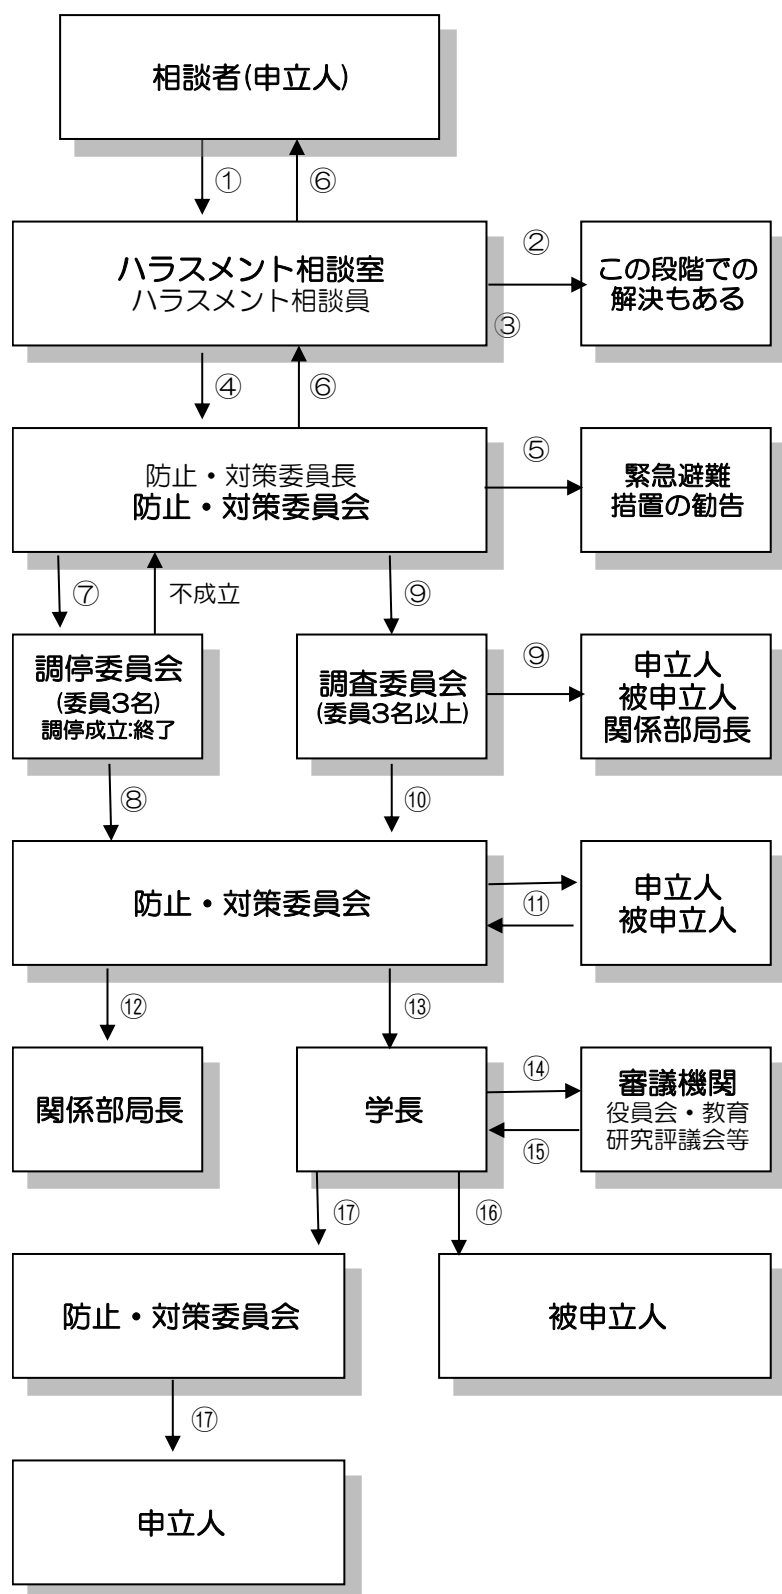 相談者(申立人)
①
⑥
ハラスメント相談室
ハラスメント相談員
②
③
この段階での
解決もある
④
⑥
防止・対策委員長
防止・対策委員会
⑤
緊急避難
措置の勧告
⑦
不成立
⑨
調停委員会
(委員3名)
調停成立:終了
調査委員会
(委員3名以上)
⑨
申立人
被申立人
関係部局長
⑧
⑩
防止・対策委員会
⑪
申立人
被申立人
⑫
⑬
関係部局長
学長
⑭
⑮
審議機関
役員会・教育
研究評議会等
⑰
⑯
防止・対策委員会
被申立人
⑰
申立人